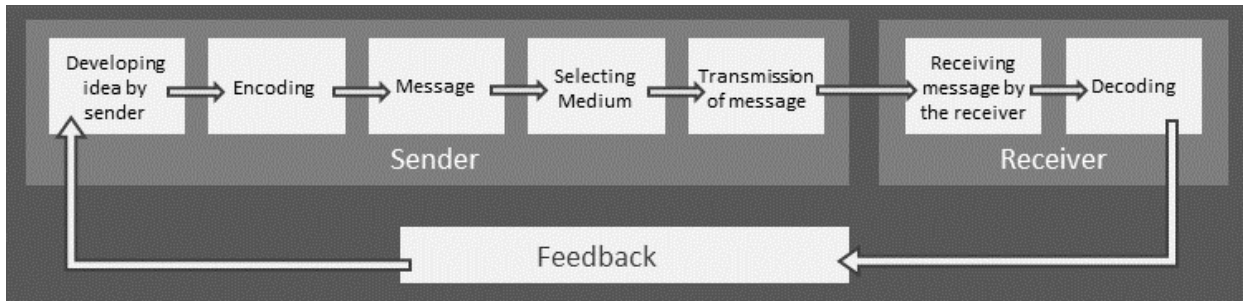 Developing
idea by
sender
Encoding
Message
Selecting
Medium
Transmission
of message
Receiving
message by
the receiver
Decoding
Sender
Receiver
Feedback